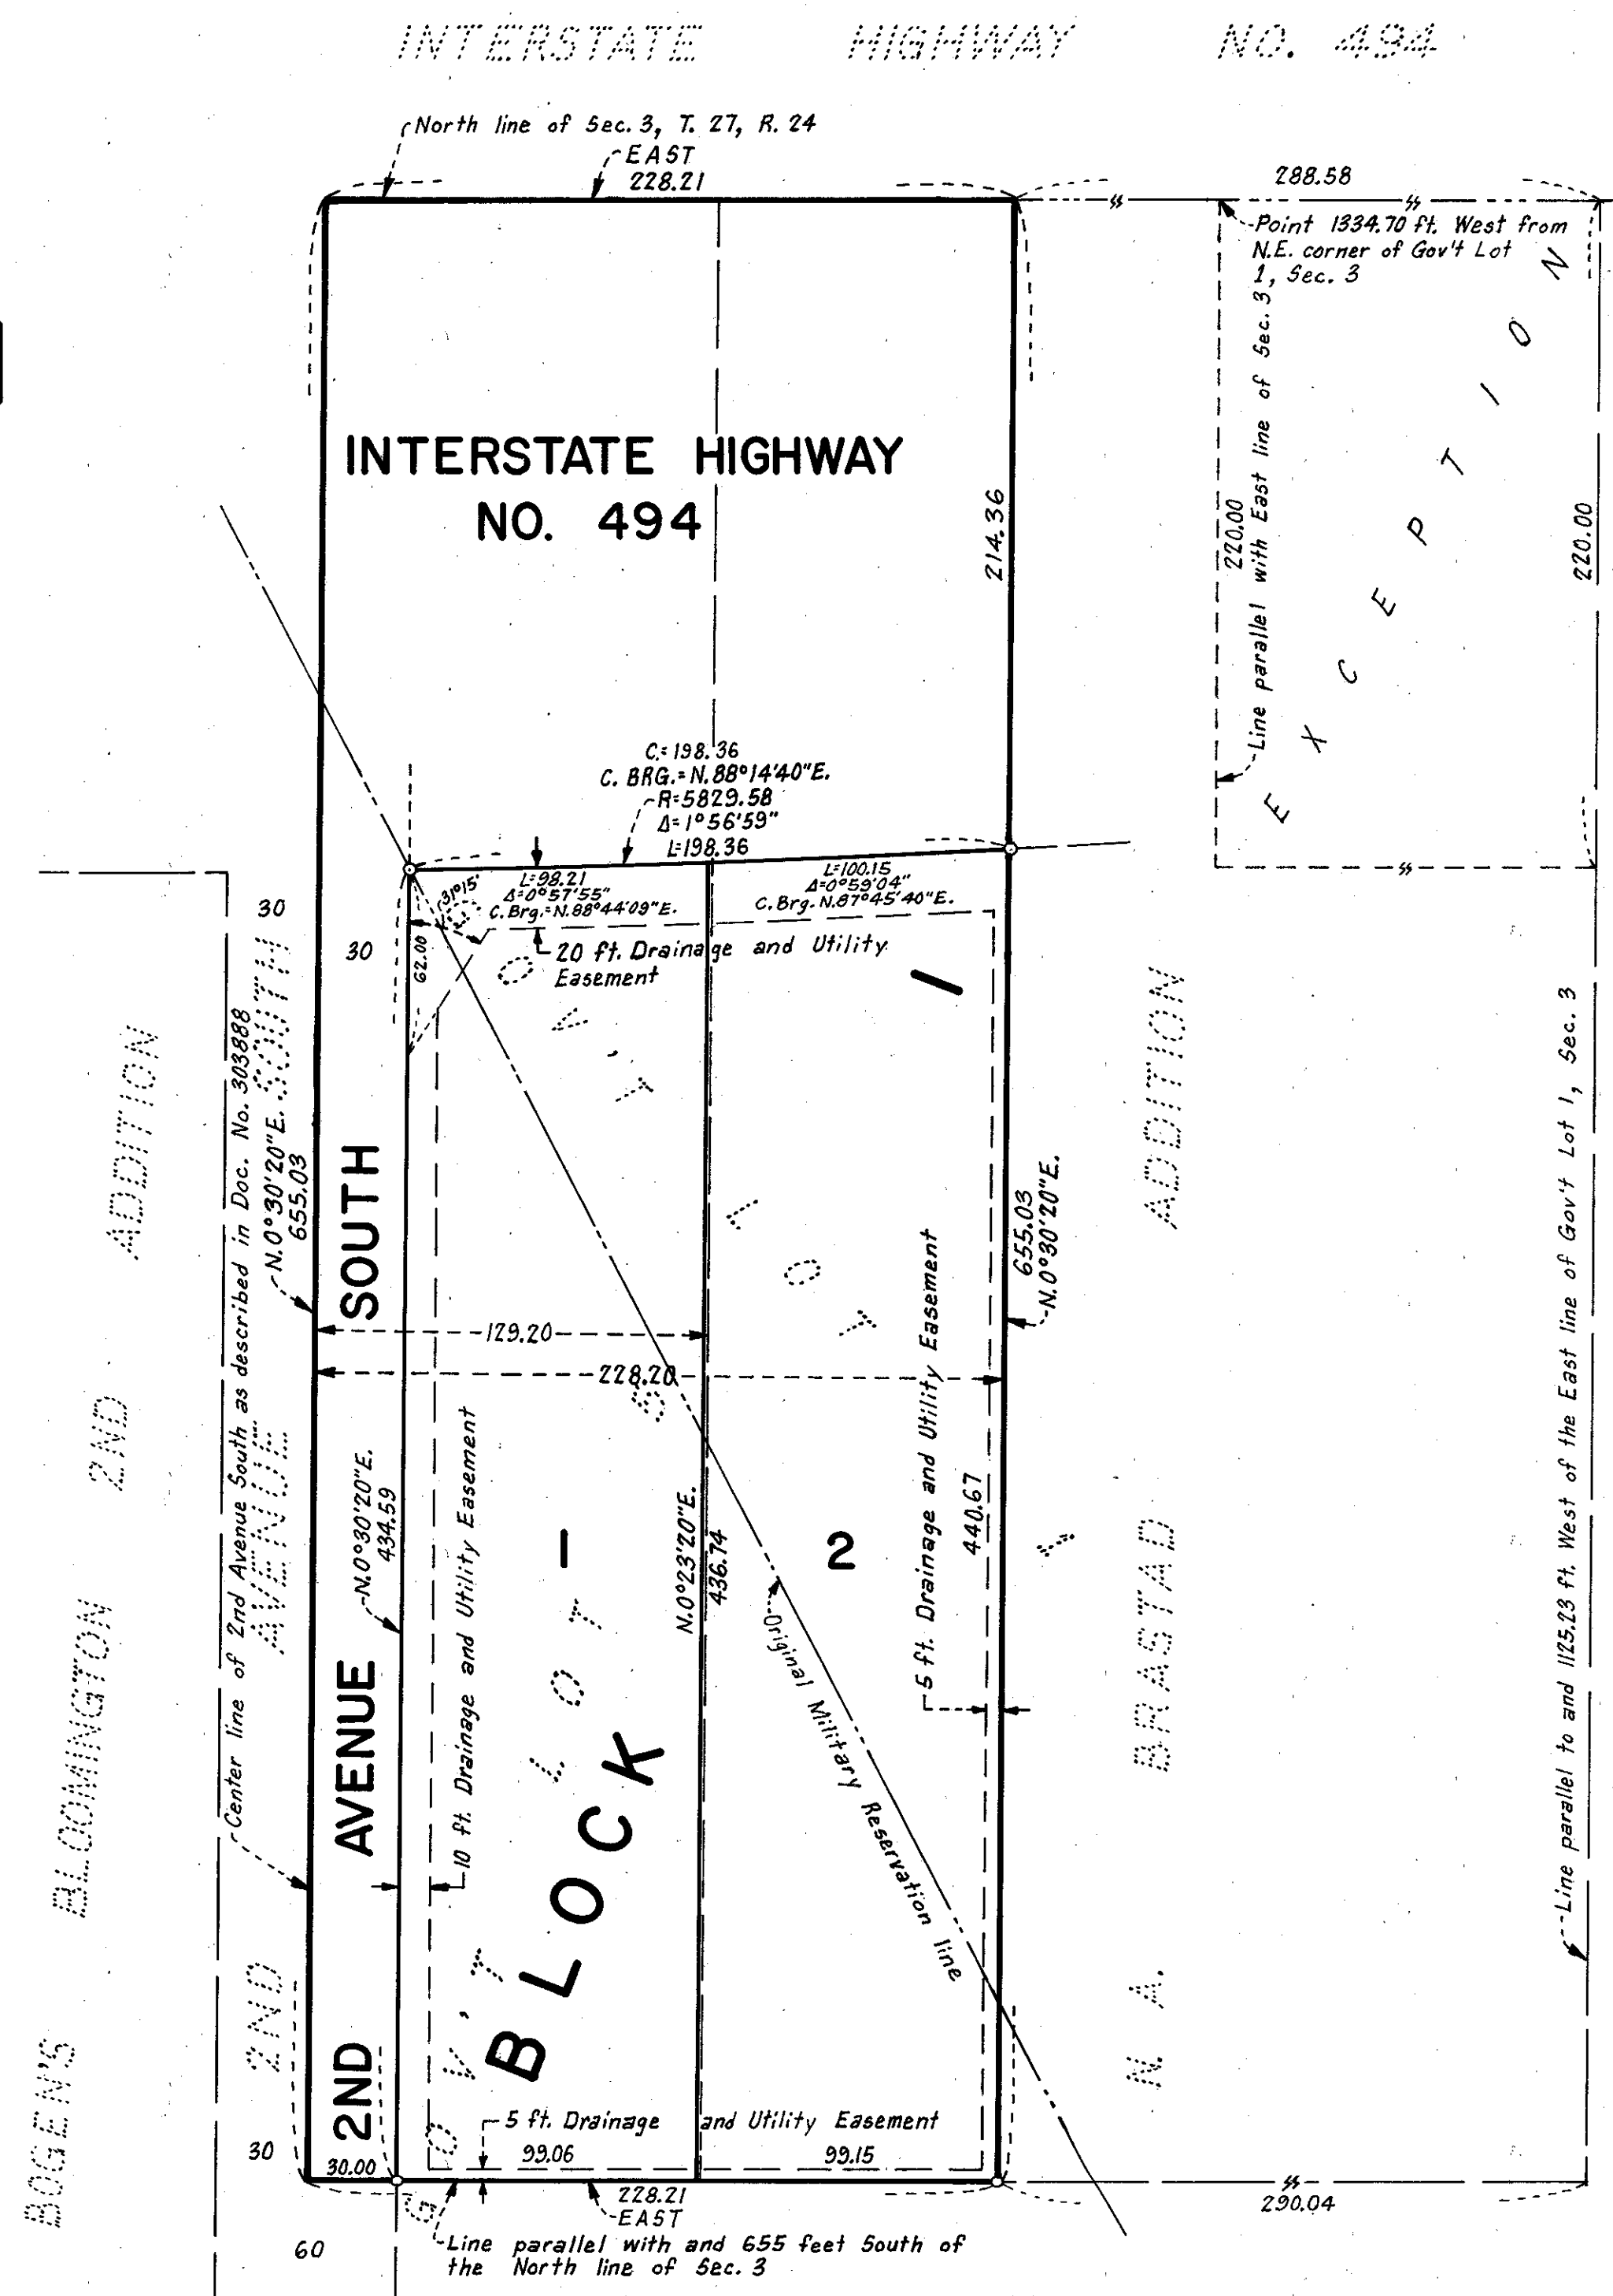 INTERSTATE HIGHWAY NO. 494
North line of Sec. 3, T. 27, R. 24
EAST
228.21
288.58
Point 1334.70 ft. West from
N.E. corner of Gov't Lot
1, Sec. 3
INTERSTATE HIGHWAY
NO. 494
214.36
220.00
Line parallel with East line of Sec. 3
EXCEPTION
220.00
C.=198.36
C. BRG.=N.88°14'40"E.
R=5829.58
Δ=1°56'59"
L=198.36
L=98.21
Δ=0°57'55"
C. Brg.=N.88°44'09"E.
L=100.15
Δ=0°59'04"
C. Brg. N.87°45'40"E.
31°15'
62.00
30
30
20 ft. Drainage and Utility
Easement
1
GOV'T LOT 5
BOGEN'S BLOOMINGTON 2ND ADDITION
Center line of 2nd Avenue South as described in Doc. No. 303888
2ND AVENUE SOUTH
N.0°30'20"E.
655.03
2ND AVENUE SOUTH
129.20
228.20
N.0°30'20"E.
434.59
10 ft. Drainage and Utility Easement
1
N.0°23'20"E.
436.74
2
Original Military Reservation line
5 ft. Drainage and Utility Easement
440.67
655.03
N.0°30'20"E.
GOV'T LOT 1
BLOCK
N. A. BRASTAD ADDITION
Line parallel to and 1125.23 ft. West of the East line of Gov't Lot 1, Sec. 3
5 ft. Drainage and Utility Easement
30
30.00
99.06
99.15
228.21
EAST
290.04
60
Line parallel with and 655 feet South of
the North line of Sec. 3